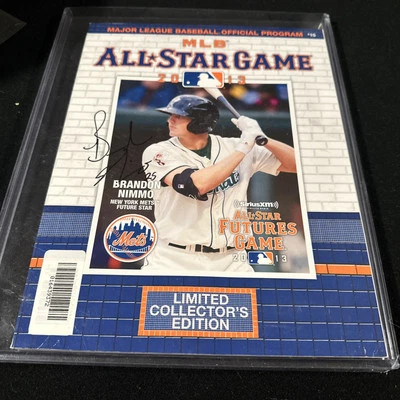 MAJOR LEAGUE BASEBALL OFFICIAL PROGRAM
MLB
ALL★STAR GAME
2013
BRANDON
NIMMO
NEW YORK METS
FUTURE STAR
Mets
SiriusXM
ALL★STAR
FUTURES
GAME
2013
LIMITED
COLLECTOR'S
EDITION